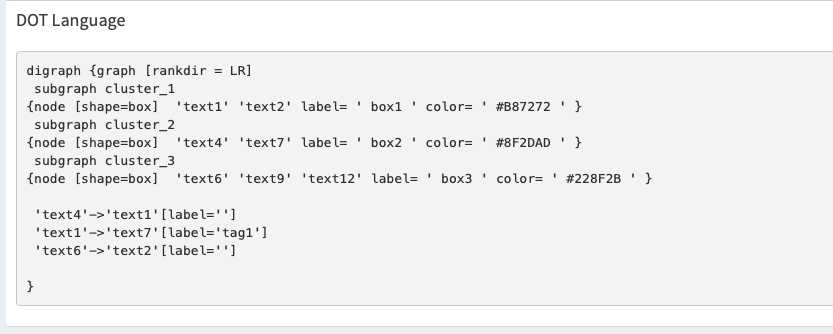 DOT Language
digraph {graph [rankdir = LR]
subgraph cluster_1
{node [shape=box]  'text1' 'text2' label= ' box1 ' color= ' #B87272 ' }
subgraph cluster_2
{node [shape=box]  'text4' 'text7' label= ' box2 ' color= ' #8F2DAD ' }
subgraph cluster_3
{node [shape=box]  'text6' 'text9' 'text12' label= ' box3 ' color= ' #228F2B ' }
'text4'->'text1'[label='']
'text1'->'text7'[label='tag1']
'text6'->'text2'[label='']
}